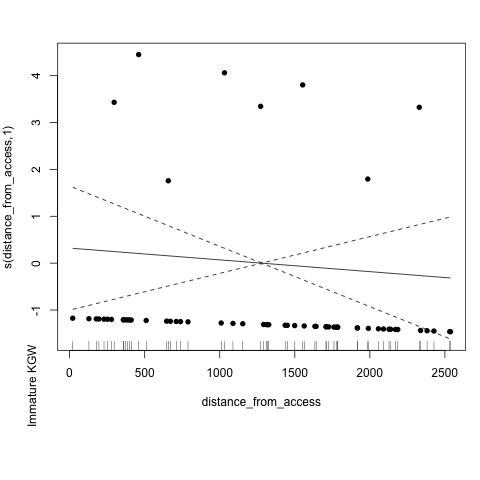 s(distance_from_access,1)
Immature KGW
4
3
2
1
0
-1
0 500 1000 1500 2000 2500
distance_from_access